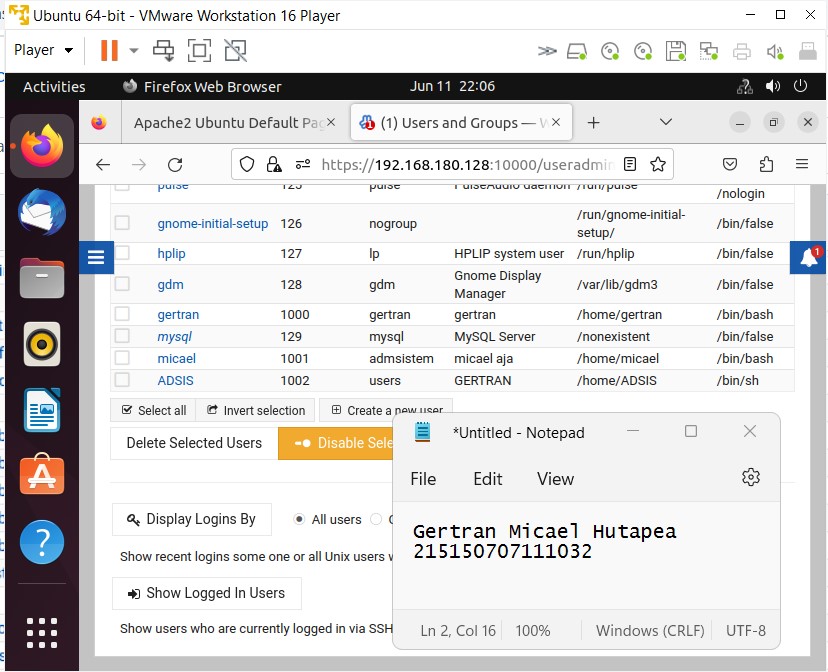 Ubuntu 64-bit - VMware Workstation 16 Player
Player
Activities
Firefox Web Browser
Jun 11 22:06
Apache2 Ubuntu Default Pag
(1) Users and Groups — W
https://192.168.180.128:10000/useradmin
pulse 125 pulse PulseAudio daemon /run/pulse /nologin
gnome-initial-setup 126 nogroup /run/gnome-initial-setup/ /bin/false
hplip 127 lp HPLIP system user /run/hplip /bin/false
gdm 128 gdm Gnome Display Manager /var/lib/gdm3 /bin/false
gertran 1000 gertran gertran /home/gertran /bin/bash
mysql 129 mysql MySQL Server /nonexistent /bin/false
micael 1001 admsistem micael aja /home/micael /bin/bash
ADSIS 1002 users GERTRAN /home/ADSIS /bin/sh
1
Select all
Invert selection
Create a new user
Delete Selected Users
Disable Sele
Display Logins By
All users
Show recent logins some one or all Unix users
Show Logged In Users
Show users who are currently logged in via SSH
*Untitled - Notepad
File Edit View
Gertran Micael Hutapea
215150707111032
Ln 2, Col 16 100% Windows (CRLF) UTF-8